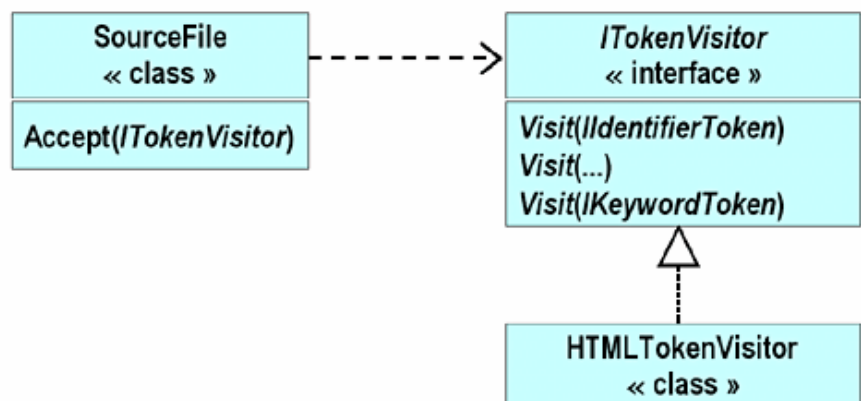 SourceFile
« class »
Accept(ITokenVisitor)
ITokenVisitor
« interface »
Visit(IIdentifierToken)
Visit(...)
Visit(IKeywordToken)
HTMLTokenVisitor
« class »